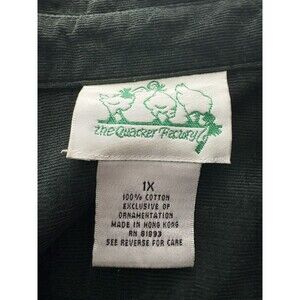 the Quacker Factory
1X
100% COTTON
EXCLUSIVE OF
ORNAMENTATION
MADE IN HONG KONG
RN 81893
SEE REVERSE FOR CARE